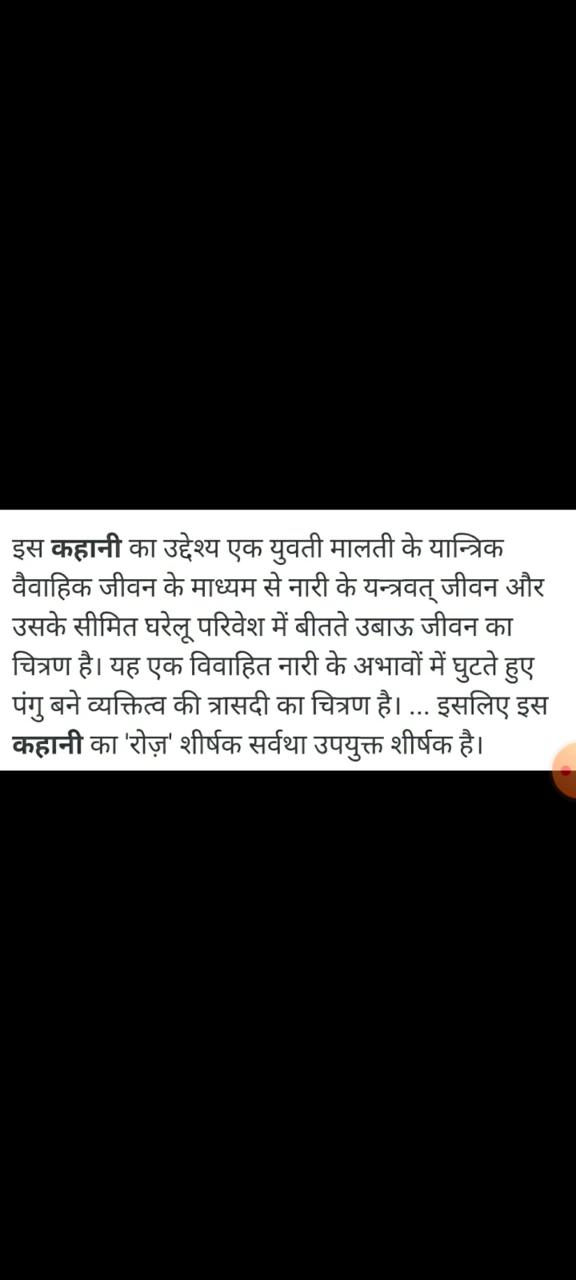 इस कहानी का उद्देश्य एक युवती मालती के यान्त्रिक
वैवाहिक जीवन के माध्यम से नारी के यन्त्रवत् जीवन और
उसके सीमित घरेलू परिवेश में बीतते उबाऊ जीवन का
चित्रण है। यह एक विवाहित नारी के अभावों में घुटते हुए
पंगु बने व्यक्तित्व की त्रासदी का चित्रण है। ... इसलिए इस
कहानी का 'रोज़' शीर्षक सर्वथा उपयुक्त शीर्षक है।